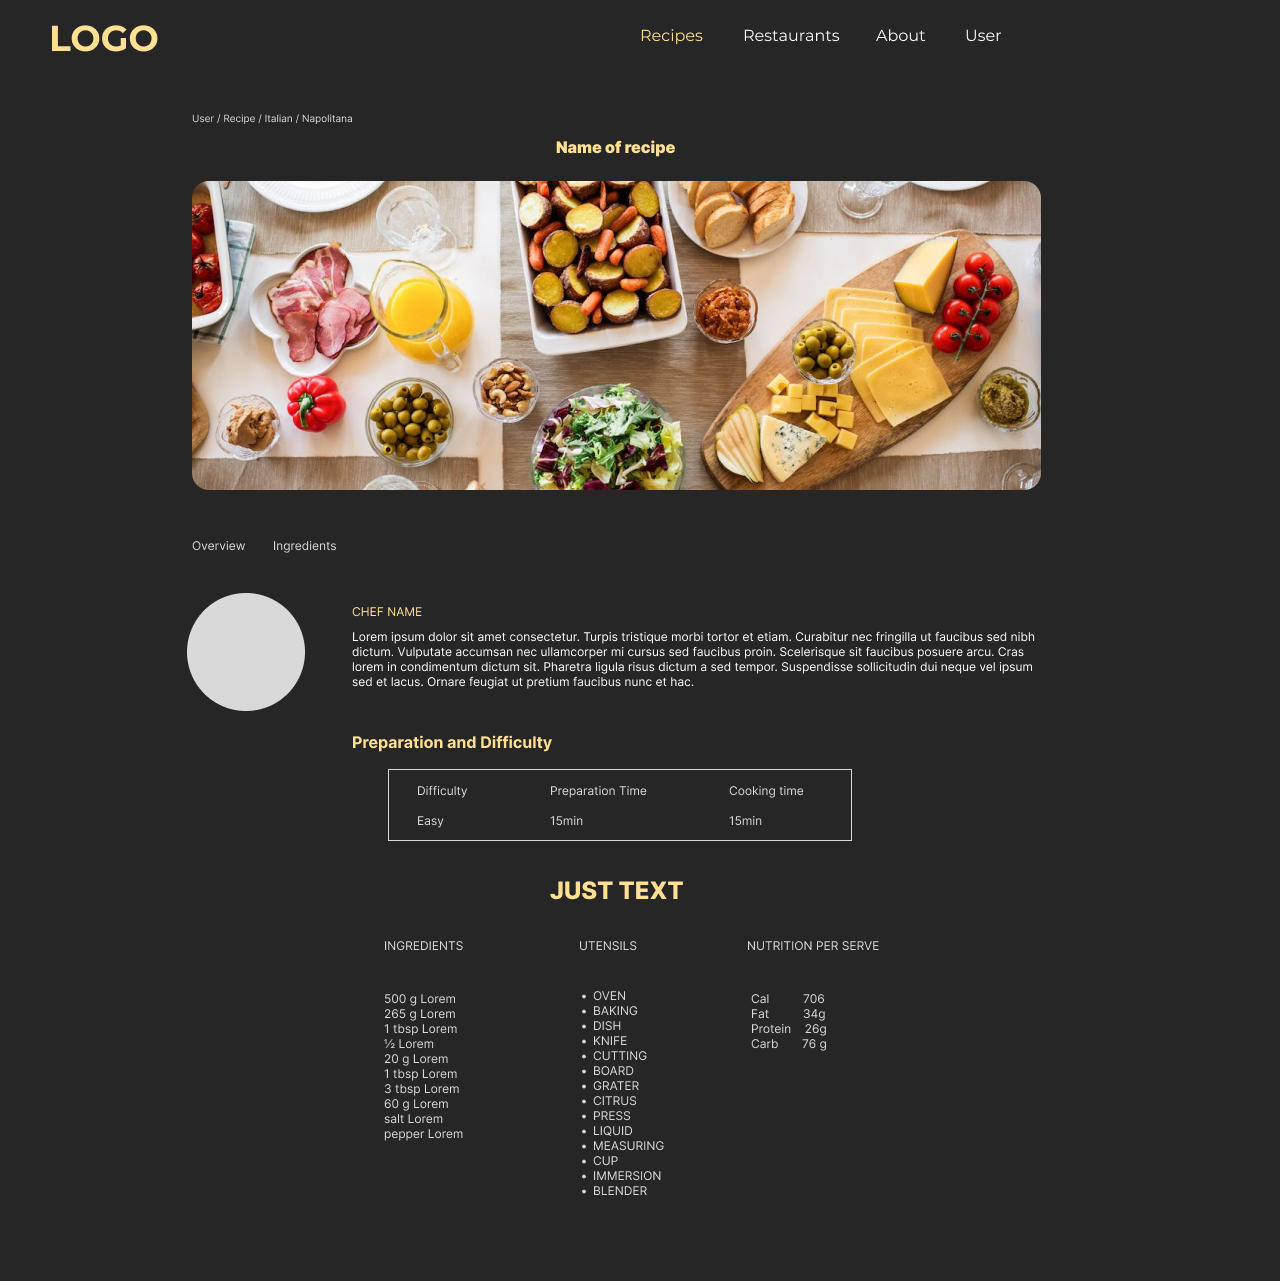 LOGO
Recipes Restaurants About User
User / Recipe / Italian / Napolitana
Name of recipe
Overview Ingredients
CHEF NAME
Lorem ipsum dolor sit amet consectetur. Turpis tristique morbi tortor et etiam. Curabitur nec fringilla ut faucibus sed nibh
dictum. Vulputate accumsan nec ullamcorper mi cursus sed faucibus proin. Scelerisque sit faucibus posuere arcu. Cras
lorem in condimentum dictum sit. Pharetra ligula risus dictum a sed tempor. Suspendisse sollicitudin dui neque vel ipsum
sed et lacus. Ornare feugiat ut pretium faucibus nunc et hac.
Preparation and Difficulty
Difficulty Preparation Time Cooking time
Easy 15min 15min
JUST TEXT
INGREDIENTS
500 g Lorem
265 g Lorem
1 tbsp Lorem
½ Lorem
20 g Lorem
1 tbsp Lorem
3 tbsp Lorem
60 g Lorem
salt Lorem
pepper Lorem
UTENSILS
• OVEN
• BAKING
• DISH
• KNIFE
• CUTTING
• BOARD
• GRATER
• CITRUS
• PRESS
• LIQUID
• MEASURING
• CUP
• IMMERSION
• BLENDER
NUTRITION PER SERVE
Cal 706
Fat 34g
Protein 26g
Carb 76 g